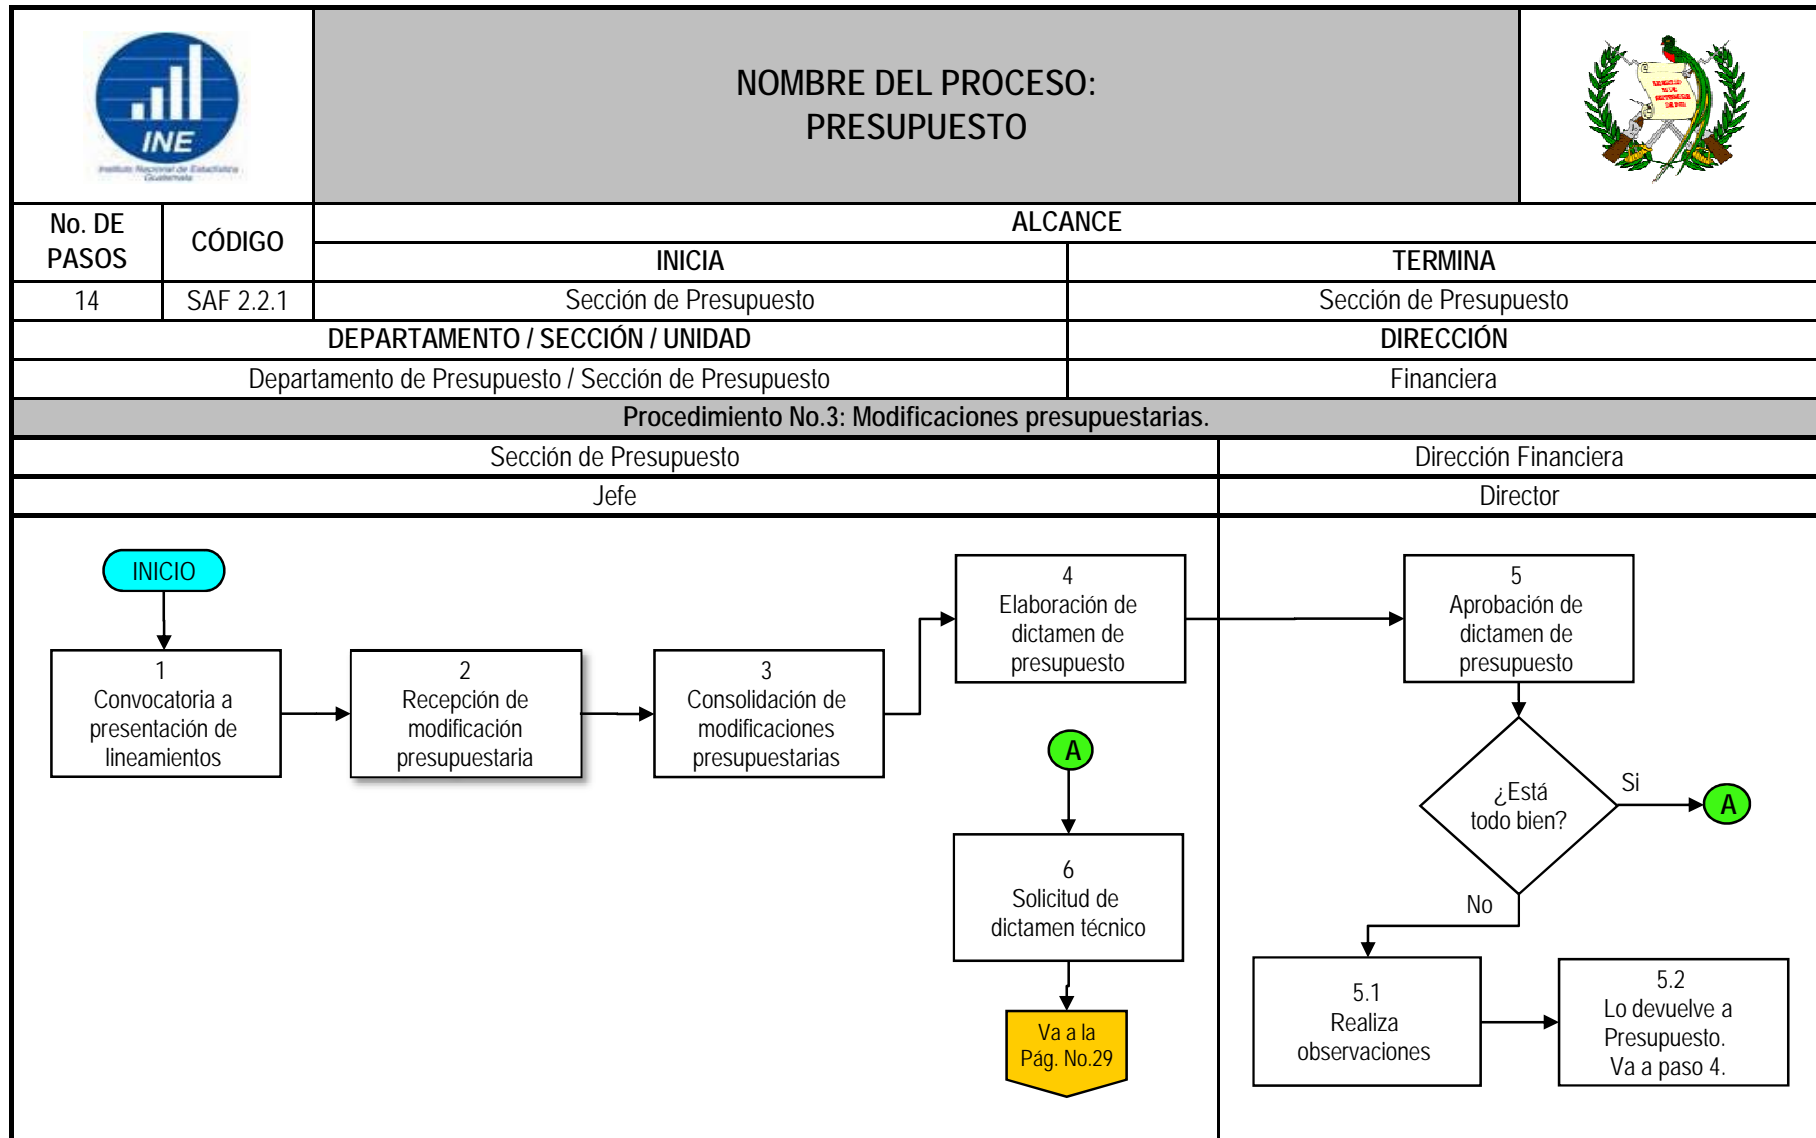 INE
Instituto Nacional de Estadística
Guatemala
NOMBRE DEL PROCESO:
PRESUPUESTO
No. DE
PASOS
CÓDIGO
ALCANCE
INICIA
TERMINA
14
SAF 2.2.1
Sección de Presupuesto
Sección de Presupuesto
DEPARTAMENTO / SECCIÓN / UNIDAD
DIRECCIÓN
Departamento de Presupuesto / Sección de Presupuesto
Financiera
Procedimiento No.3: Modificaciones presupuestarias.
Sección de Presupuesto
Dirección Financiera
Jefe
Director
INICIO
1
Convocatoria a
presentación de
lineamientos
2
Recepción de
modificación
presupuestaria
3
Consolidación de
modificaciones
presupuestarias
4
Elaboración de
dictamen de
presupuesto
5
Aprobación de
dictamen de
presupuesto
¿Está
todo bien?
Si
A
No
5.1
Realiza
observaciones
5.2
Lo devuelve a
Presupuesto.
Va a paso 4.
A
6
Solicitud de
dictamen técnico
Va a la
Pág. No.29